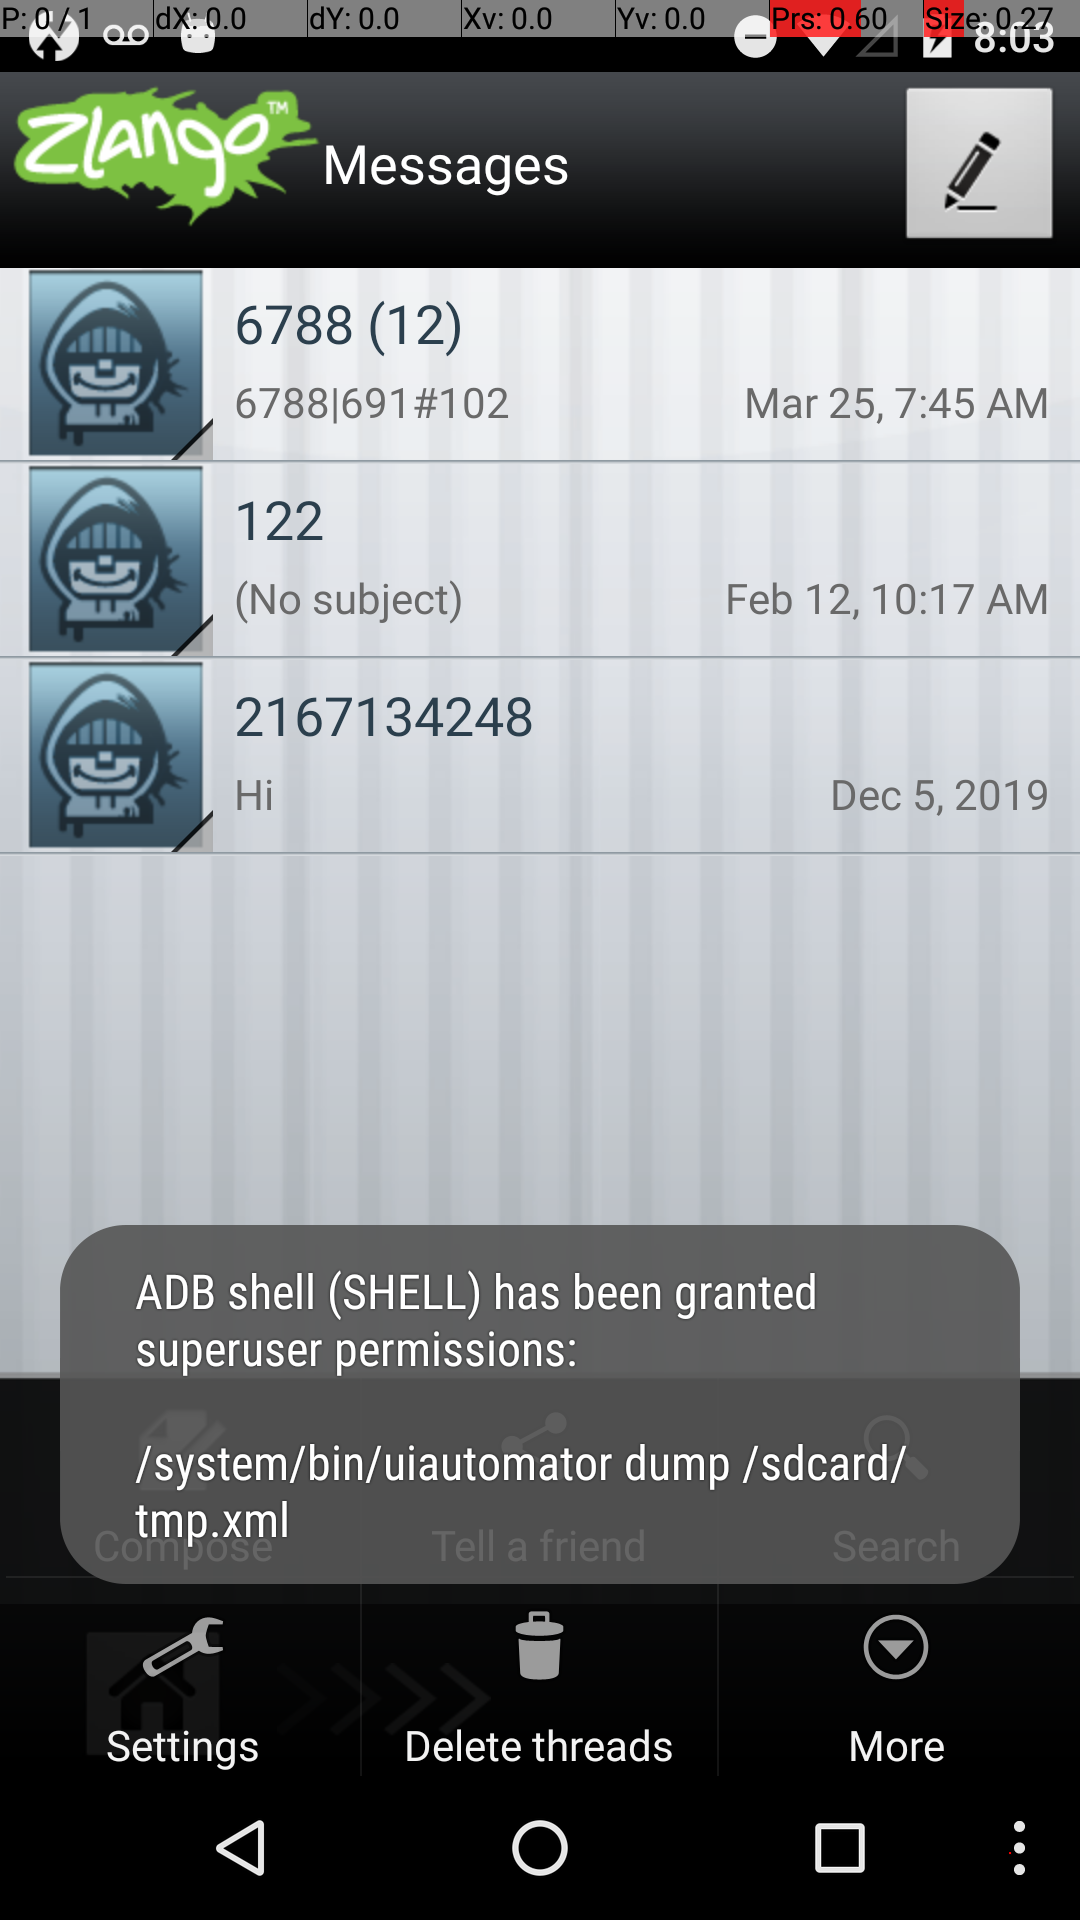 P: 0 / 1 dX: 0.0 dY: 0.0 Xv: 0.0 Yv: 0.0 Prs: 0.60 Size: 0.27
8:03
Zlango™ Messages
6788 (12)
6788|691#102 Mar 25, 7:45 AM
122
(No subject) Feb 12, 10:17 AM
2167134248
Hi Dec 5, 2019
ADB shell (SHELL) has been granted
superuser permissions:
/system/bin/uiautomator dump /sdcard/
tmp.xml
Compose Tell a friend Search
Settings Delete threads More